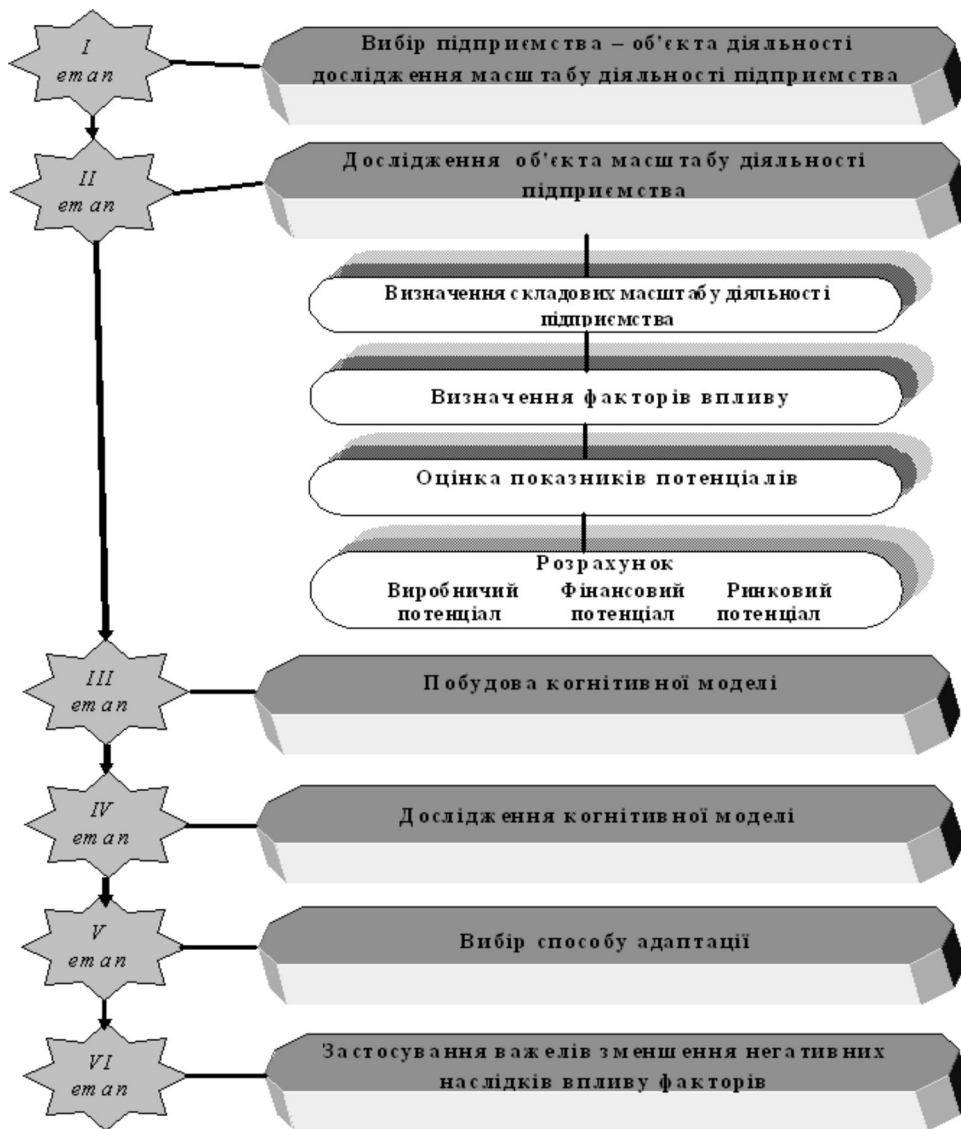 I
етап
Вибір підприємства – об'єкта діяльності
дослідження масштабу діяльності підприємства
II
етап
Дослідження об'єкта масштабу діяльності
підприємства
Визначення складових масштабу діяльності
підприємства
Визначення факторів впливу
Оцінка показників потенціалів
Розрахунок
Виробничий Фінансовий Ринковий
потенціал потенціал потенціал
III
етап
Побудова когнітивної моделі
IV
етап
Дослідження когнітивної моделі
V
етап
Вибір способу адаптації
VI
етап
Застосування важелів зменшення негативних
наслідків впливу факторів